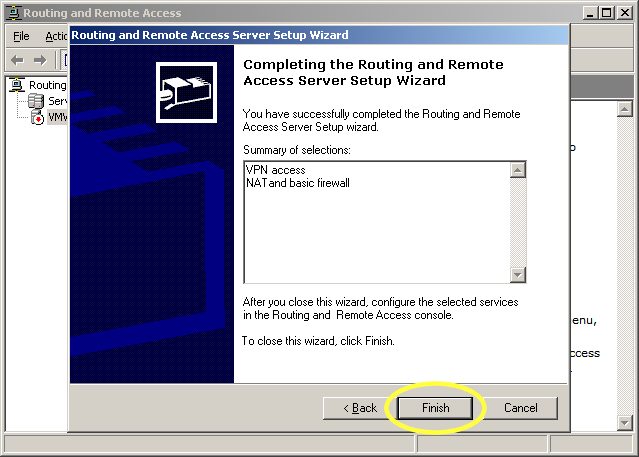 Routing and Remote Access
File Actio
Routing and Remote Access Server Setup Wizard
Routing
Serv
VMV
Completing the Routing and Remote
Access Server Setup Wizard
You have successfully completed the Routing and Remote
Access Server Setup wizard.
Summary of selections:
VPN access
NAT and basic firewall
After you close this wizard, configure the selected services
in the Routing and Remote Access console.
To close this wizard, click Finish.
enu,
ccess
< Back
Finish
Cancel